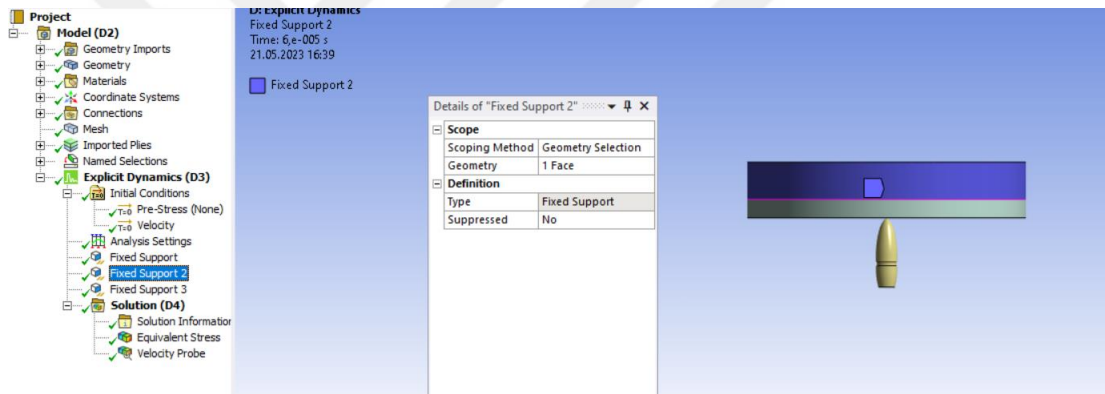 Project
Model (D2)
Geometry Imports
Geometry
Materials
Coordinate Systems
Connections
Mesh
Imported Plies
Named Selections
Explicit Dynamics (D3)
T=0 Initial Conditions
T=0 Pre-Stress (None)
T=0 Velocity
Analysis Settings
Fixed Support
Fixed Support 2
Fixed Support 3
Solution (D4)
Solution Information
Equivalent Stress
Velocity Probe
D: Explicit Dynamics
Fixed Support 2
Time: 6,e-005 s
21.05.2023 16:39
Fixed Support 2
Details of "Fixed Support 2"
Scope
Scoping Method Geometry Selection
Geometry 1 Face
Definition
Type Fixed Support
Suppressed No